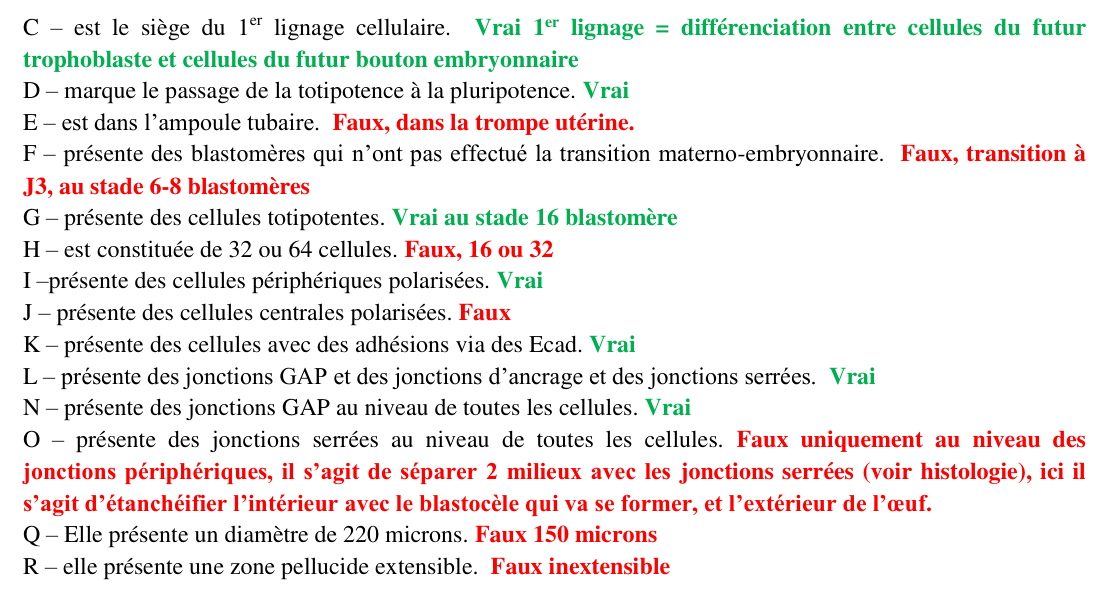 C – est le siège du 1er lignage cellulaire. Vrai 1er lignage = différenciation entre cellules du futur
trophoblaste et cellules du futur bouton embryonnaire
D – marque le passage de la totipotence à la pluripotence. Vrai
E – est dans l'ampoule tubaire. Faux, dans la trompe utérine.
F – présente des blastomères qui n'ont pas effectué la transition materno-embryonnaire. Faux, transition à
J3, au stade 6-8 blastomères
G – présente des cellules totipotentes. Vrai au stade 16 blastomère
H – est constituée de 32 ou 64 cellules. Faux, 16 ou 32
I –présente des cellules périphériques polarisées. Vrai
J – présente des cellules centrales polarisées. Faux
K – présente des cellules avec des adhésions via des Ecad. Vrai
L – présente des jonctions GAP et des jonctions d'ancrage et des jonctions serrées. Vrai
N – présente des jonctions GAP au niveau de toutes les cellules. Vrai
O – présente des jonctions serrées au niveau de toutes les cellules. Faux uniquement au niveau des
jonctions périphériques, il s'agit de séparer 2 milieux avec les jonctions serrées (voir histologie), ici il
s'agit d'étanchéifier l'intérieur avec le blastocèle qui va se former, et l'extérieur de l'œuf.
Q – Elle présente un diamètre de 220 microns. Faux 150 microns
R – elle présente une zone pellucide extensible. Faux inextensible